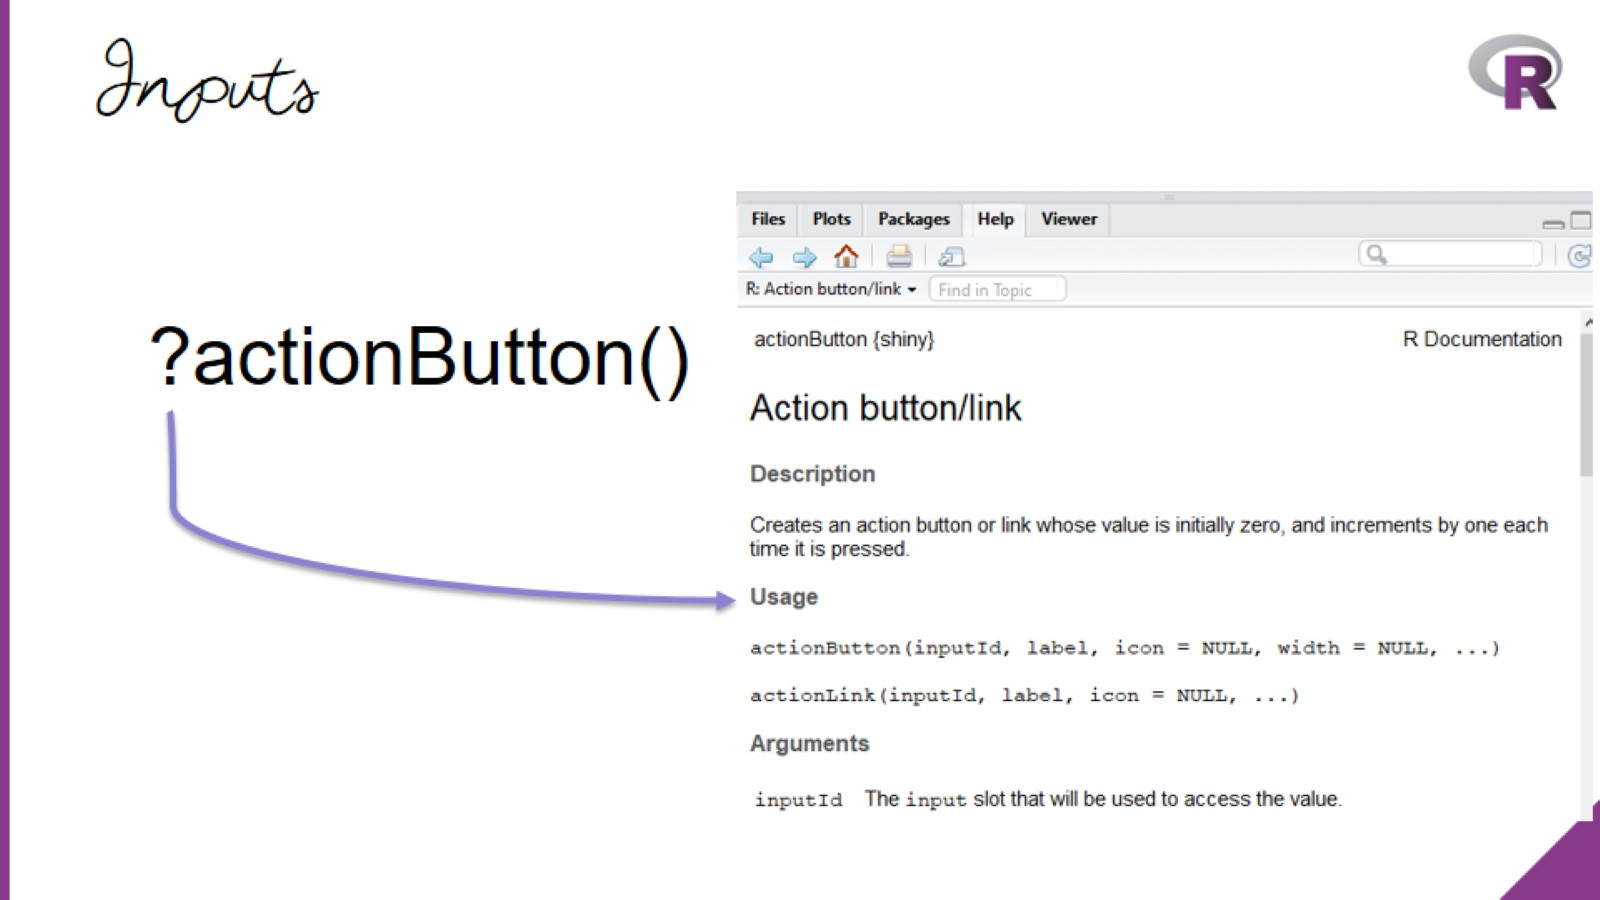 Inputs
R
?actionButton()
Files Plots Packages Help Viewer
R: Action button/link Find in Topic
actionButton {shiny} R Documentation
Action button/link
Description
Creates an action button or link whose value is initially zero, and increments by one each
time it is pressed.
Usage
actionButton(inputId, label, icon = NULL, width = NULL, ...)
actionLink(inputId, label, icon = NULL, ...)
Arguments
inputId The input slot that will be used to access the value.